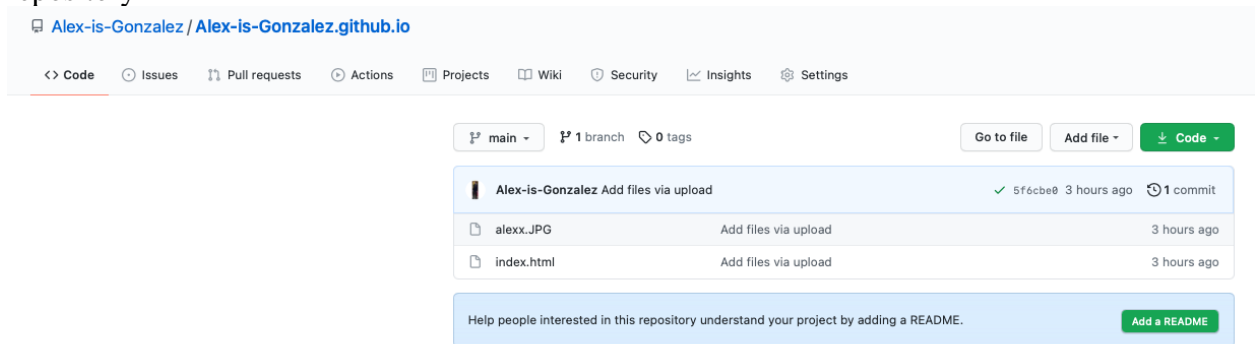 Alex-is-Gonzalez / Alex-is-Gonzalez.github.io
<> Code Issues Pull requests Actions Projects Wiki Security Insights Settings
main 1 branch 0 tags Go to file Add file Code
Alex-is-Gonzalez Add files via upload 5f6cbe0 3 hours ago 1 commit
alexx.JPG Add files via upload 3 hours ago
index.html Add files via upload 3 hours ago
Help people interested in this repository understand your project by adding a README. Add a README